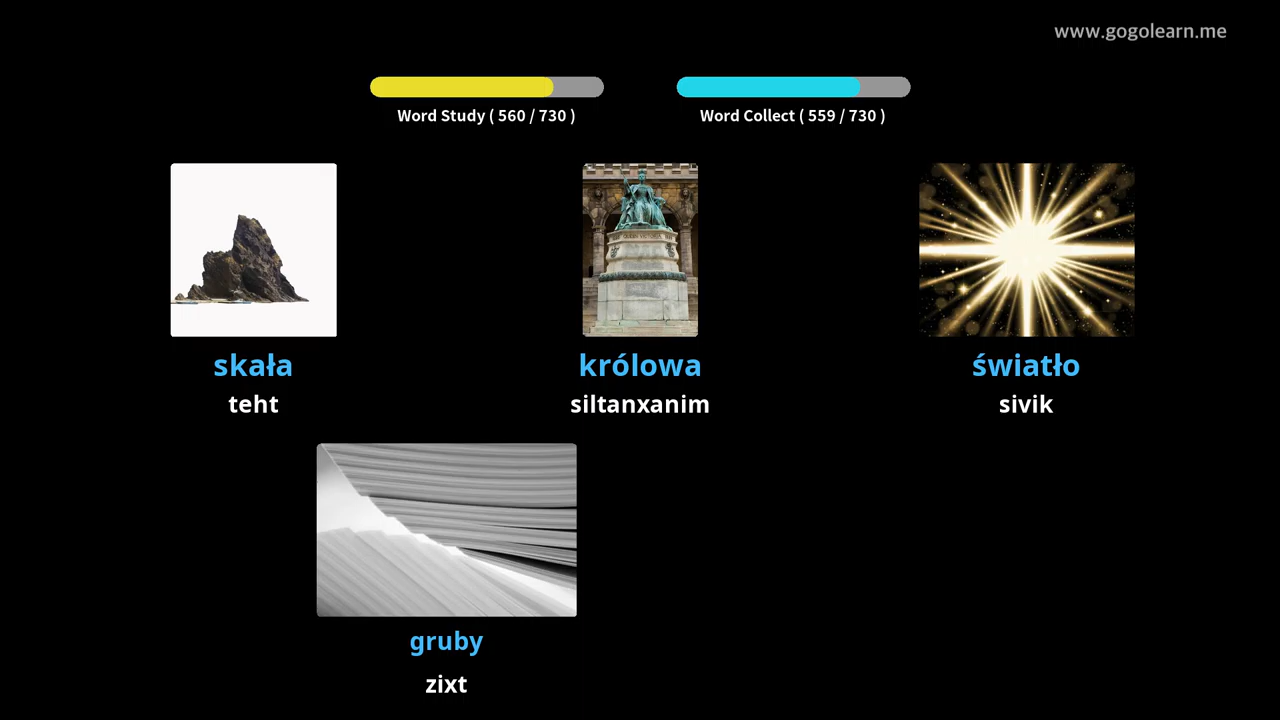 www.gogolearn.me
Word Study ( 560 / 730 )
Word Collect ( 559 / 730 )
skała
królowa
światło
teht
siltanxanim
sivik
gruby
zixt